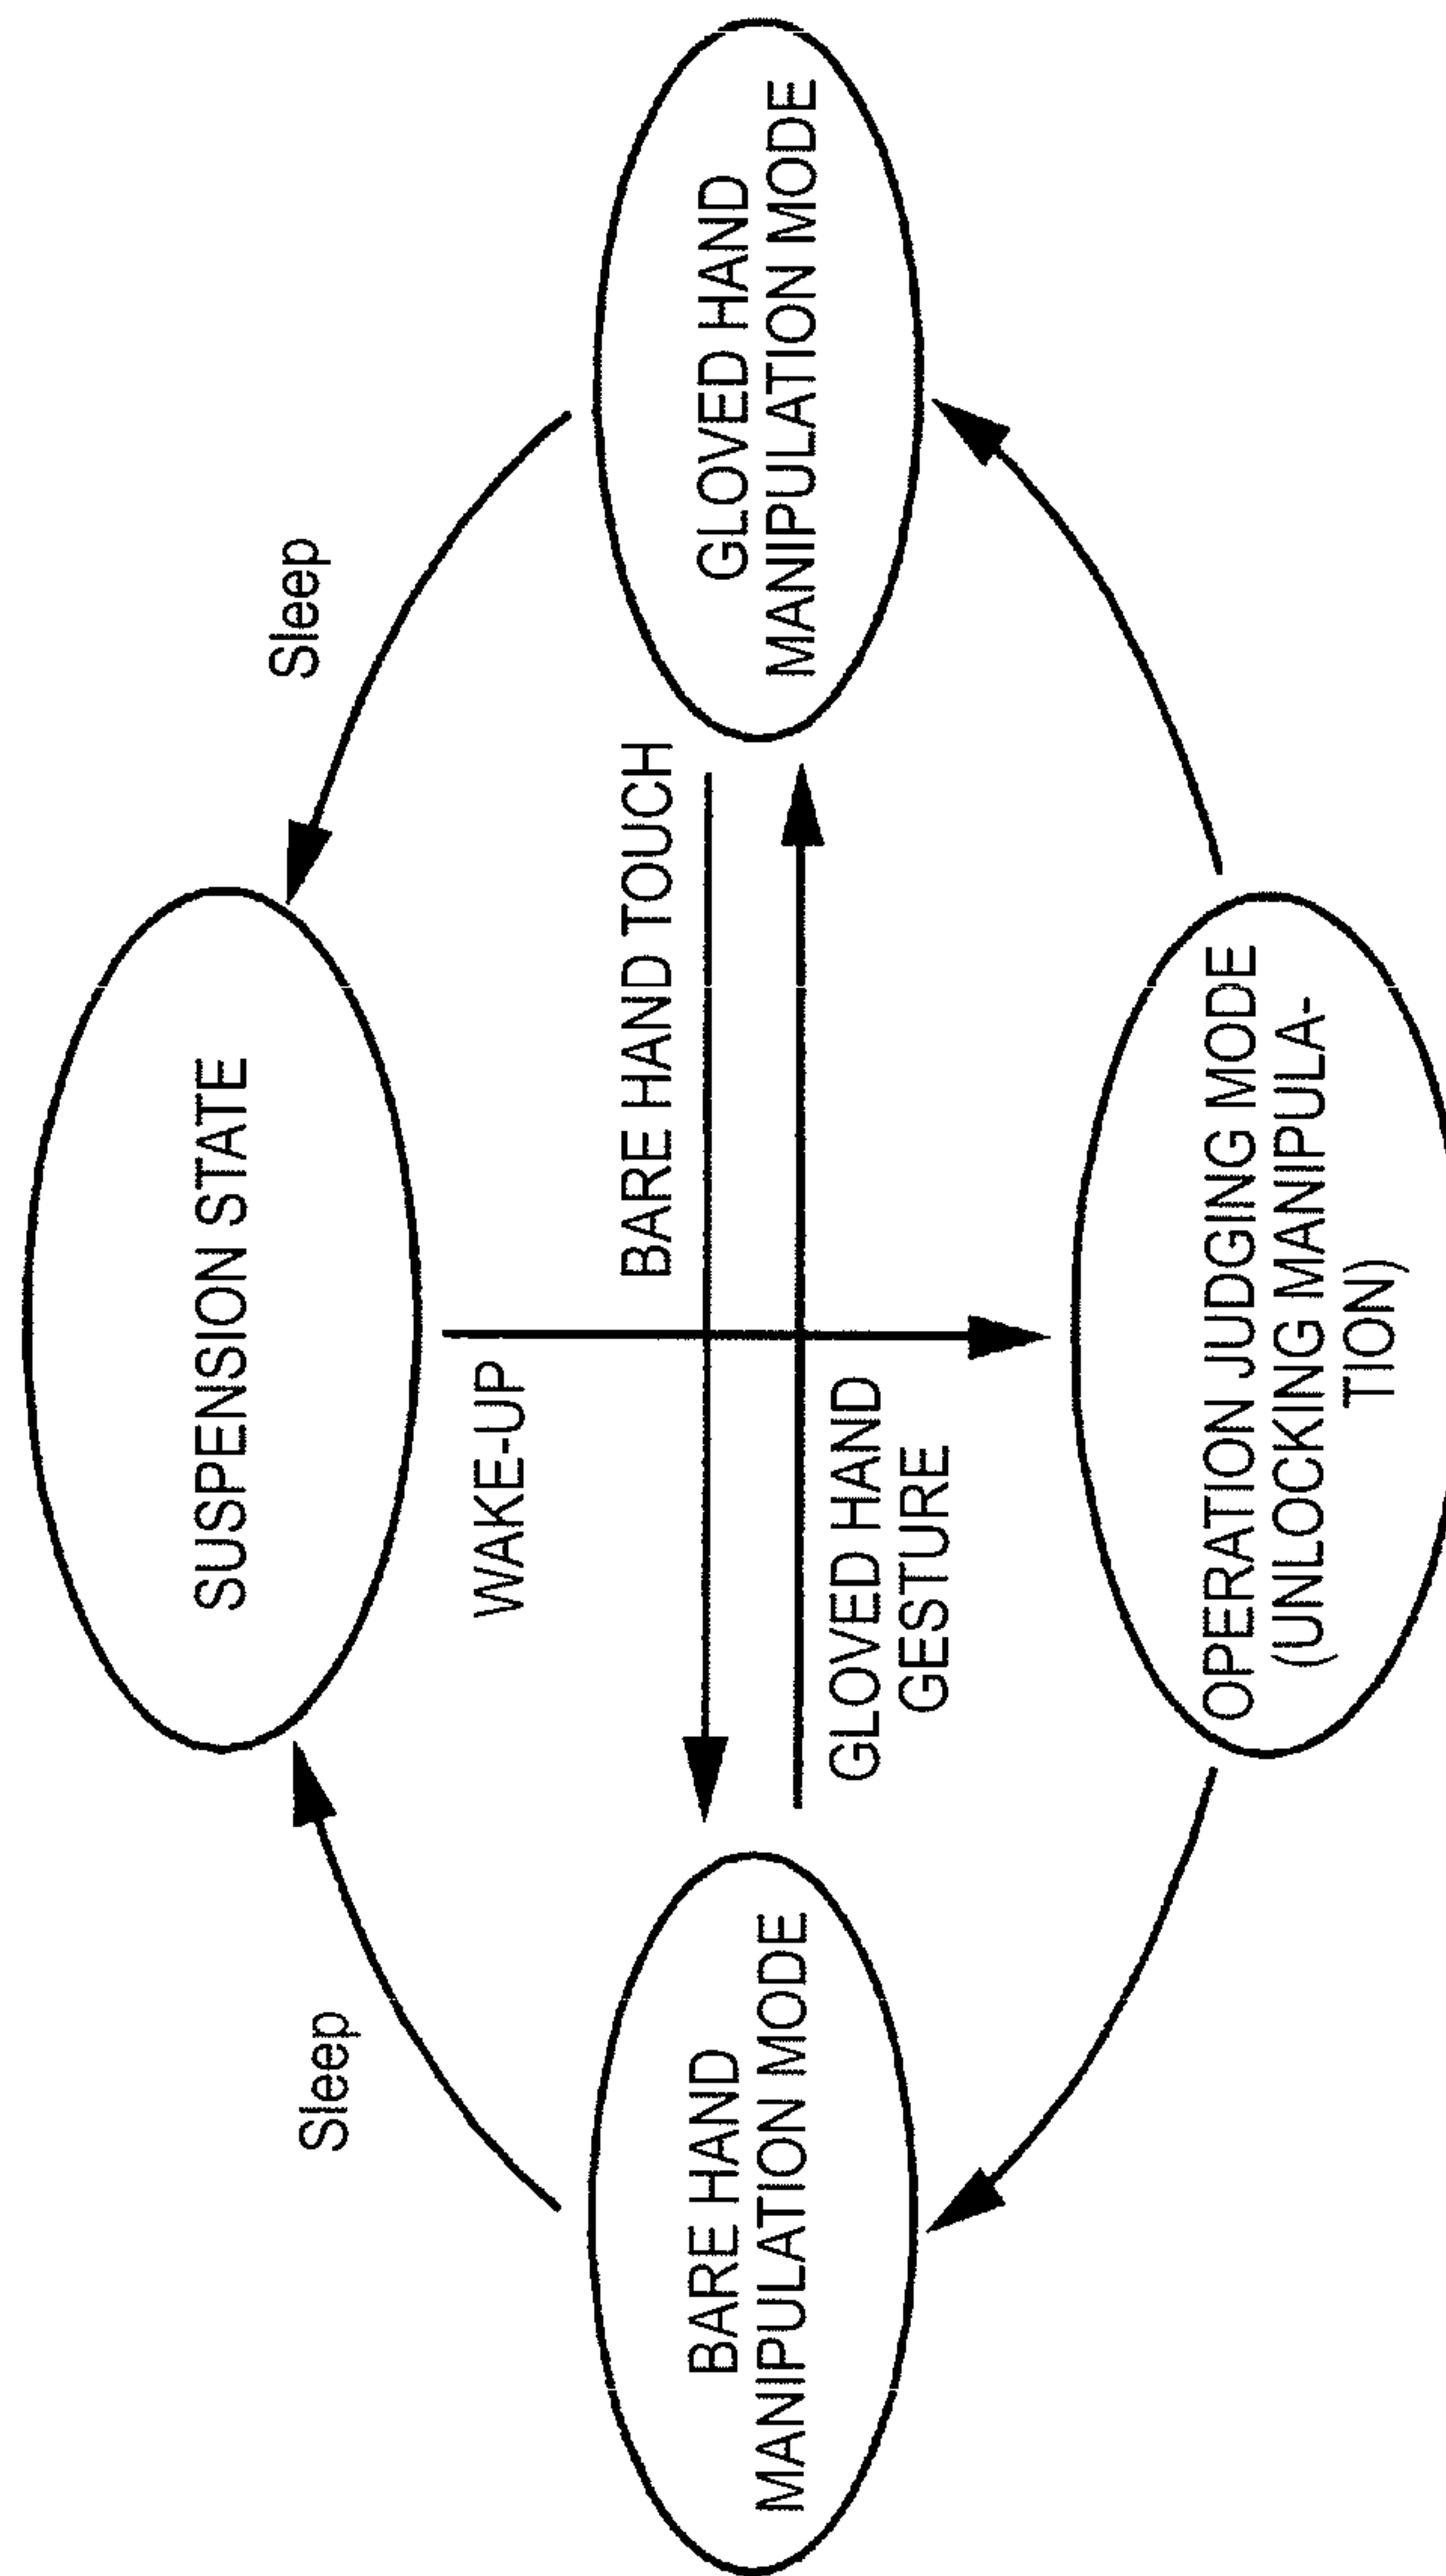 SUSPENSION STATE
Sleep
Sleep
WAKE-UP
BARE HAND TOUCH
BARE HAND
MANIPULATION MODE
GLOVED HAND
MANIPULATION MODE
GLOVED HAND
GESTURE
OPERATION JUDGING MODE
(UNLOCKING MANIPULA-
TION)